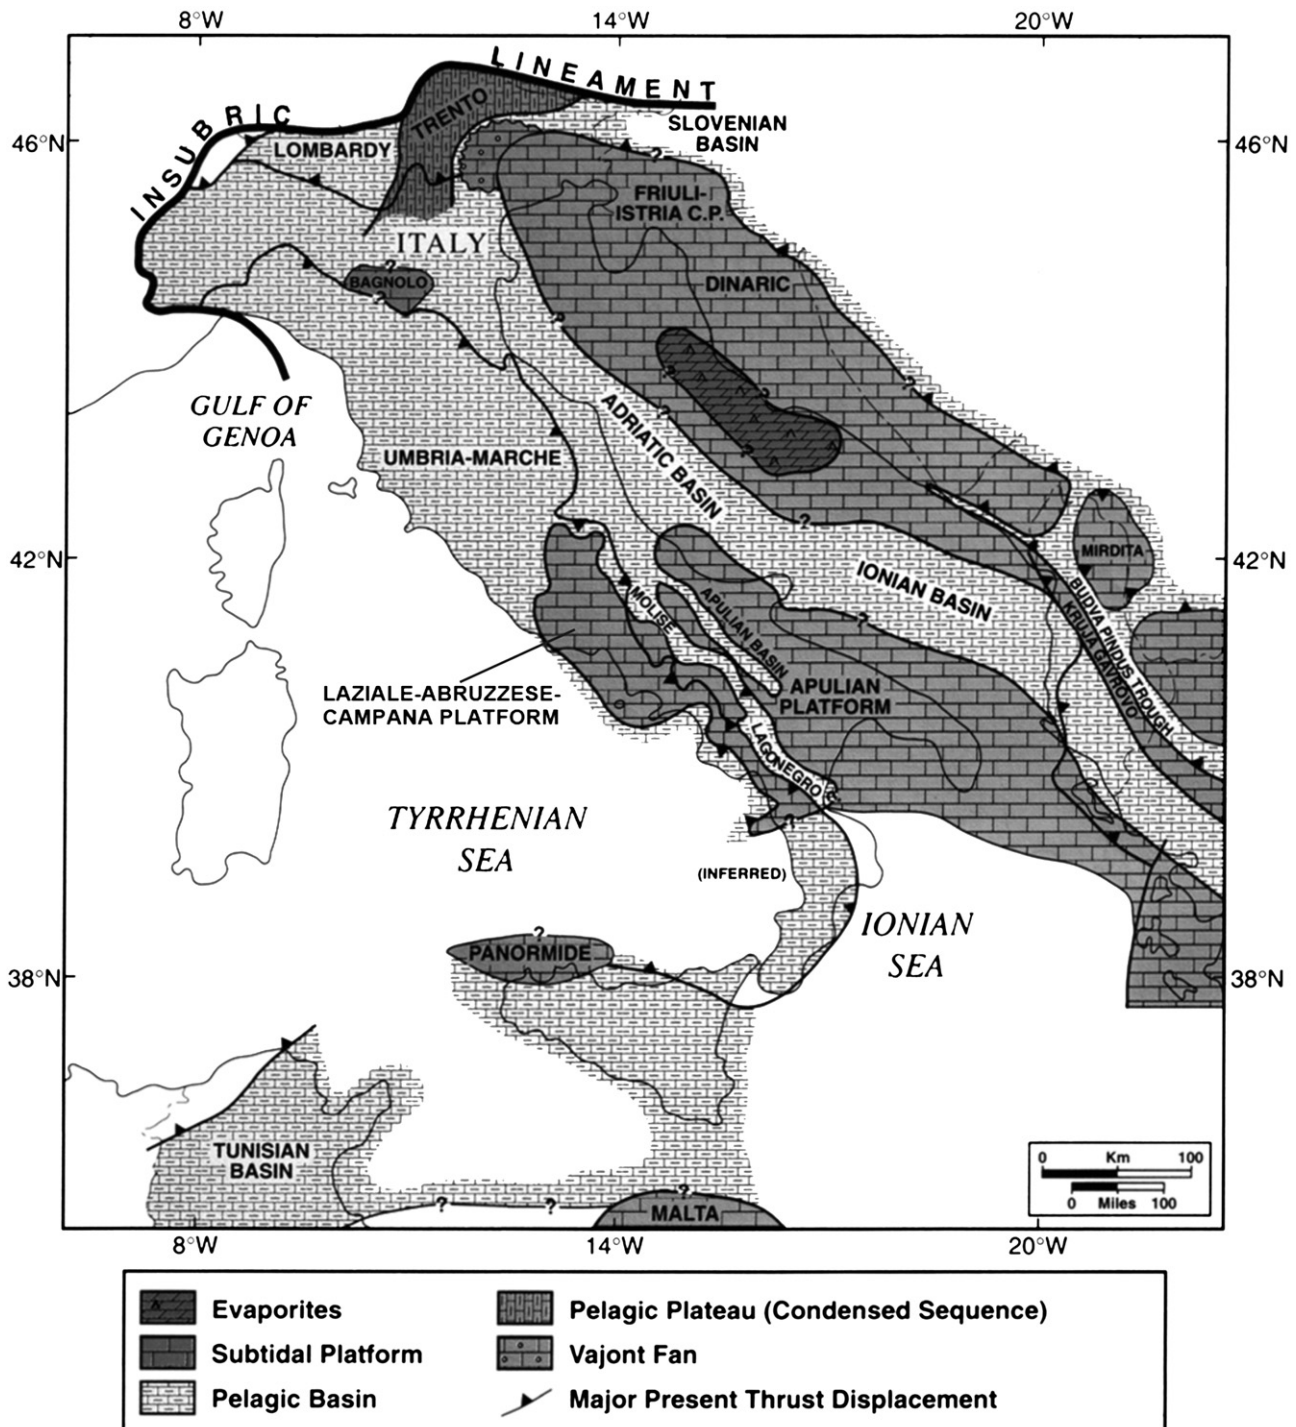 8°W 14°W 20°W
INSUBRIC LINEAMENT
TRENTO
SLOVENIAN
BASIN
46°N 46°N
LOMBARDY
FRIULI-
ISTRIA C.P.
ITALY
?
BAGNOLO
?
DINARIC
?
?
?
?
?
?
?
?
GULF OF
GENOA
ADRIATIC BASIN
UMBRIA-MARCHE
?
42°N 42°N
MIRDITA
IONIAN BASIN
MOLISE
APULIAN BASIN
BUDVA PINDUS TROUGH
KRUJA GAVROVO
?
LAZIALE-ABRUZZESE-
CAMPANA PLATFORM
APULIAN
PLATFORM
LAGONEGRO
?
?
TYRRHENIAN
SEA
(INFERRED)
IONIAN
SEA
?
PANORMIDE
38°N 38°N
TUNISIAN
BASIN
0 Km 100
0 Miles 100
? ? ?
MALTA
8°W 14°W 20°W
Evaporites
Subtidal Platform
Pelagic Basin
Pelagic Plateau (Condensed Sequence)
Vajont Fan
Major Present Thrust Displacement